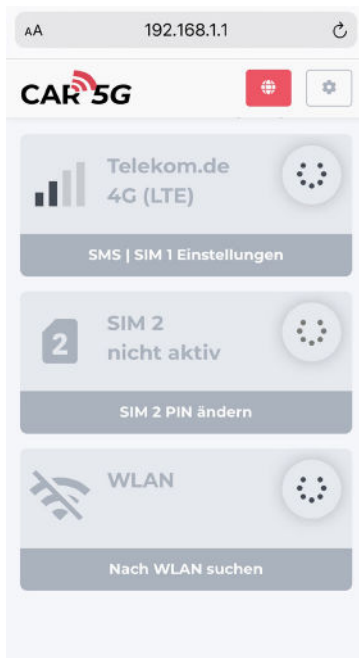 AA
192.168.1.1
CAR 5G
Telekom.de
4G (LTE)
SMS | SIM 1 Einstellungen
2
SIM 2
nicht aktiv
SIM 2 PIN ändern
WLAN
Nach WLAN suchen